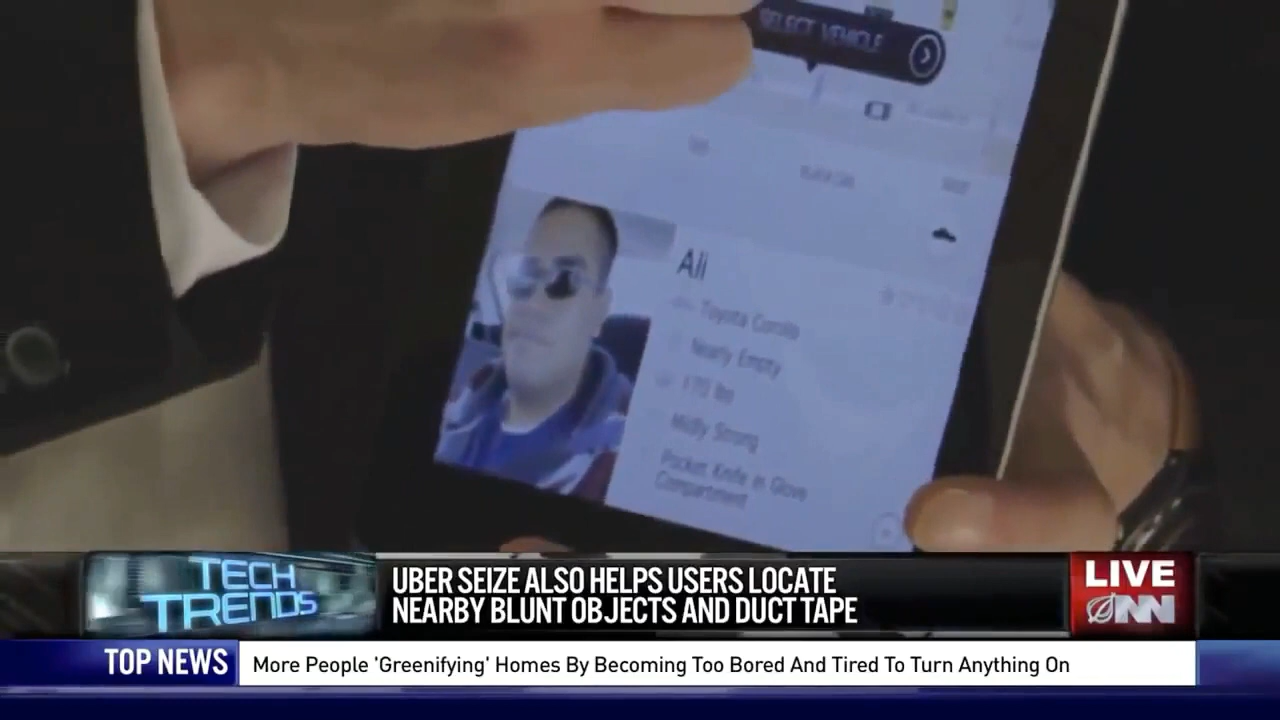 SELECT VEHICLE
Ali
Toyota Corolla
Nearly Empty
170 lbs
Mildly Strong
Pocket Knife in Glove
Compartment
TECH
TRENDS
UBER SEIZE ALSO HELPS USERS LOCATE
NEARBY BLUNT OBJECTS AND DUCT TAPE
LIVE
ONN
TOP NEWS
More People 'Greenifying' Homes By Becoming Too Bored And Tired To Turn Anything On